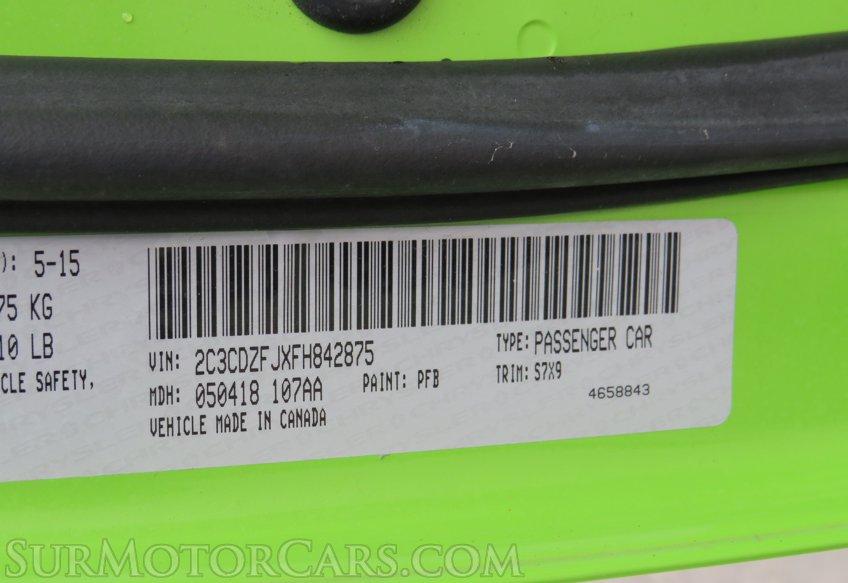 ): 5-15
75 KG
10 LB
CLE SAFETY,
VIN: 2C3CDZFJXFH842875
TYPE: PASSENGER CAR
MDH: 050418 107AA
PAINT: PFB
TRIM: S7X9
VEHICLE MADE IN CANADA
4658843
SURMOTORCARS.COM